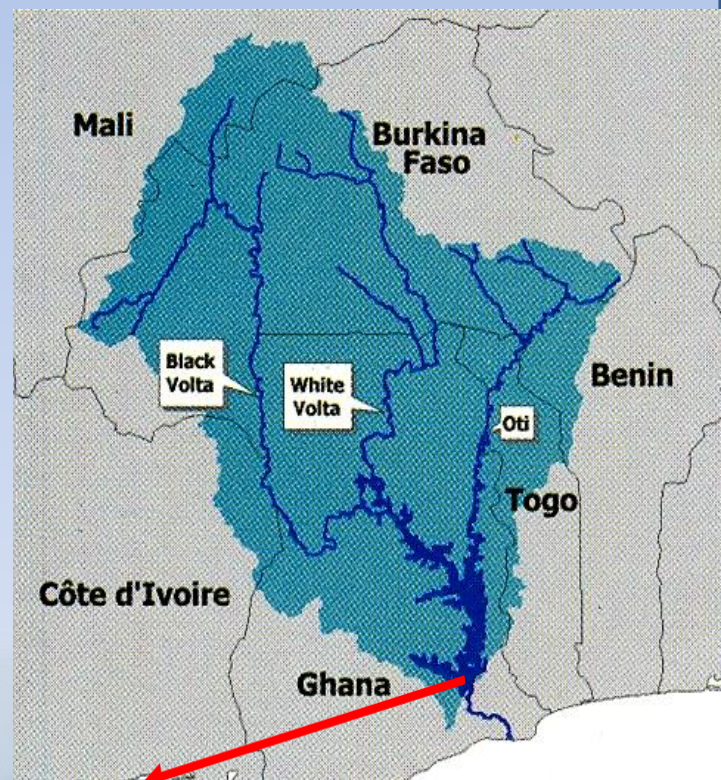 Mali
Burkina
Faso
Black
Volta
White
Volta
Benin
Oti
Togo
Côte d'Ivoire
Ghana